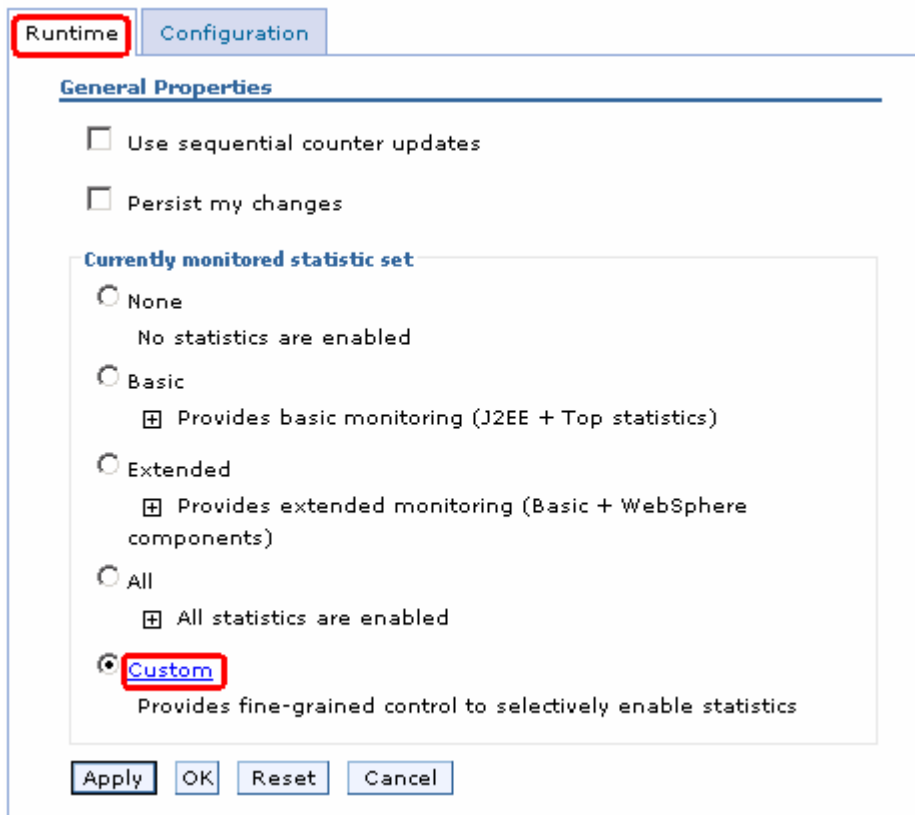 Runtime Configuration
General Properties
Use sequential counter updates
Persist my changes
Currently monitored statistic set
None
No statistics are enabled
Basic
Provides basic monitoring (J2EE + Top statistics)
Extended
Provides extended monitoring (Basic + WebSphere
components)
All
All statistics are enabled
Custom
Provides fine-grained control to selectively enable statistics
Apply OK Reset Cancel